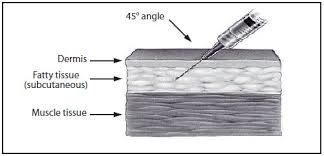 45° angle
Dermis
Fatty tissue
(subcutaneous)
Muscle tissue